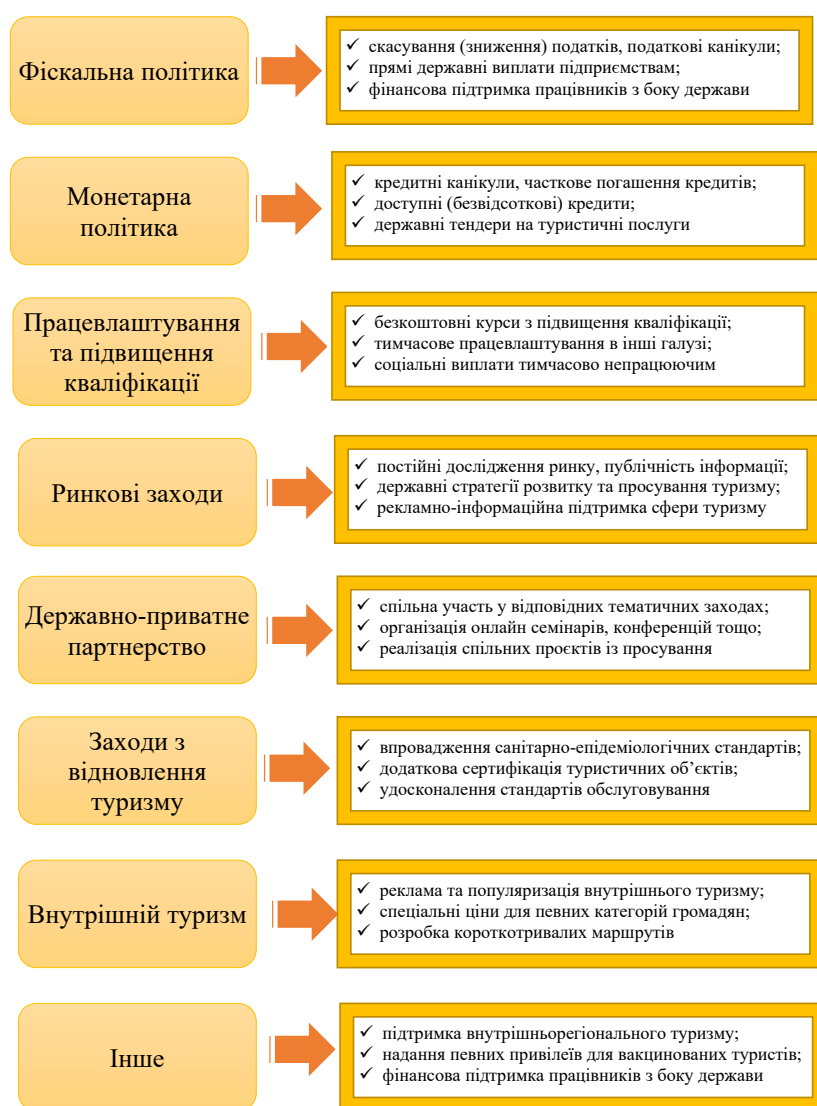 Фіскальна політика
✓ скасування (зниження) податків, податкові канікули;
✓ прямі державні виплати підприємствам;
✓ фінансова підтримка працівників з боку держави
Монетарна
політика
✓ кредитні канікули, часткове погашення кредитів;
✓ доступні (безвідсоткові) кредити;
✓ державні тендери на туристичні послуги
Працевлаштування
та підвищення
кваліфікації
✓ безкоштовні курси з підвищення кваліфікації;
✓ тимчасове працевлаштування в інші галузі;
✓ соціальні виплати тимчасово непрацюючим
Ринкові заходи
✓ постійні дослідження ринку, публічність інформації;
✓ державні стратегії розвитку та просування туризму;
✓ рекламно-інформаційна підтримка сфери туризму
Державно-приватне
партнерство
✓ спільна участь у відповідних тематичних заходах;
✓ організація онлайн семінарів, конференцій тощо;
✓ реалізація спільних проєктів із просування
Заходи з
відновлення
туризму
✓ впровадження санітарно-епідеміологічних стандартів;
✓ додаткова сертифікація туристичних об’єктів;
✓ удосконалення стандартів обслуговування
Внутрішній туризм
✓ реклама та популяризація внутрішнього туризму;
✓ спеціальні ціни для певних категорій громадян;
✓ розробка короткотривалих маршрутів
Інше
✓ підтримка внутрішньорегіонального туризму;
✓ надання певних привілеїв для вакцинованих туристів;
✓ фінансова підтримка працівників з боку держави